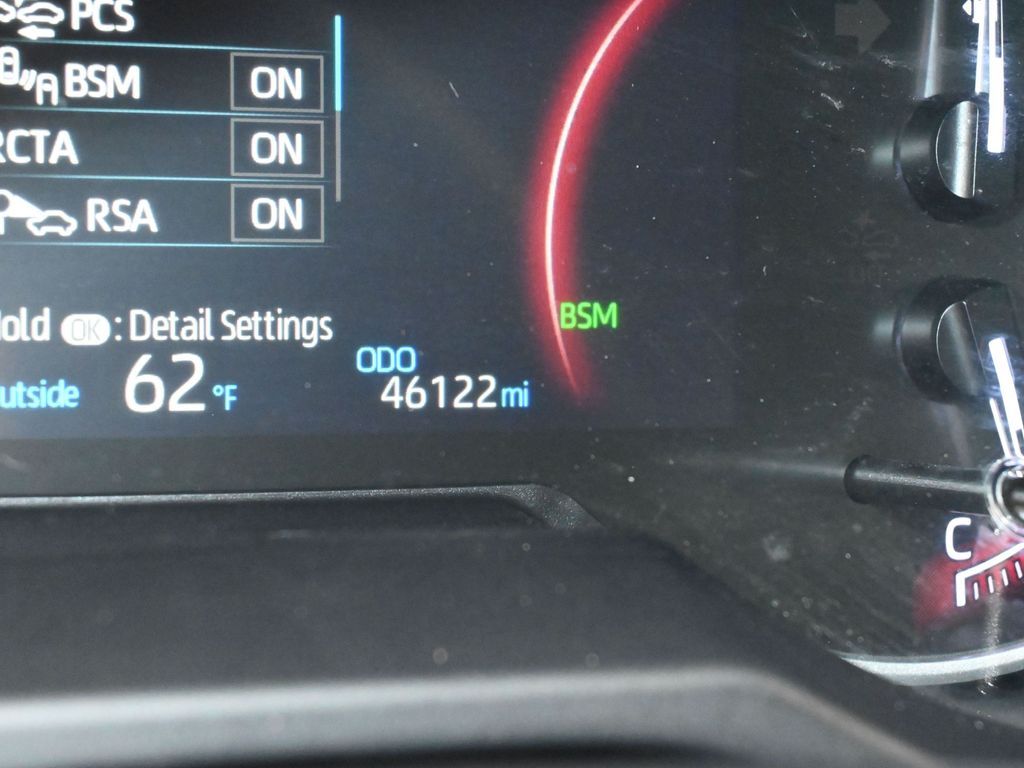 PCS
BSM ON
RCTA ON
RSA ON
Hold OK : Detail Settings
Outside 62 °F
ODO
46122 mi
BSM
C